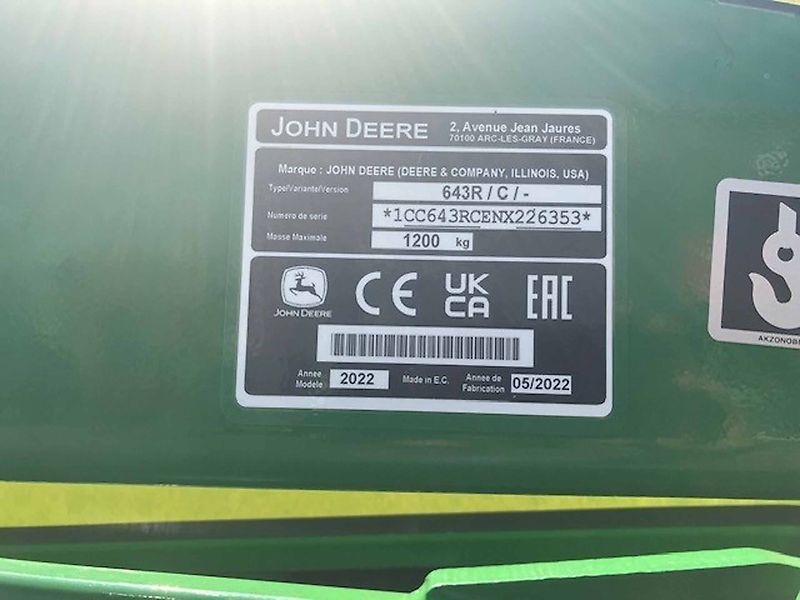 JOHN DEERE 2, Avenue Jean Jaures
70100 ARC-LES-GRAY (FRANCE)
Marque : JOHN DEERE (DEERE & COMPANY, ILLINOIS, USA)
Type/Variante/Version 643R / C / -
Numero de serie *1CC643RCENX226353*
Masse Maximale 1200 kg
JOHN DEERE CE UK CA EAC
Annee Modele 2022 Made in E.C. Annee de Fabrication 05/2022